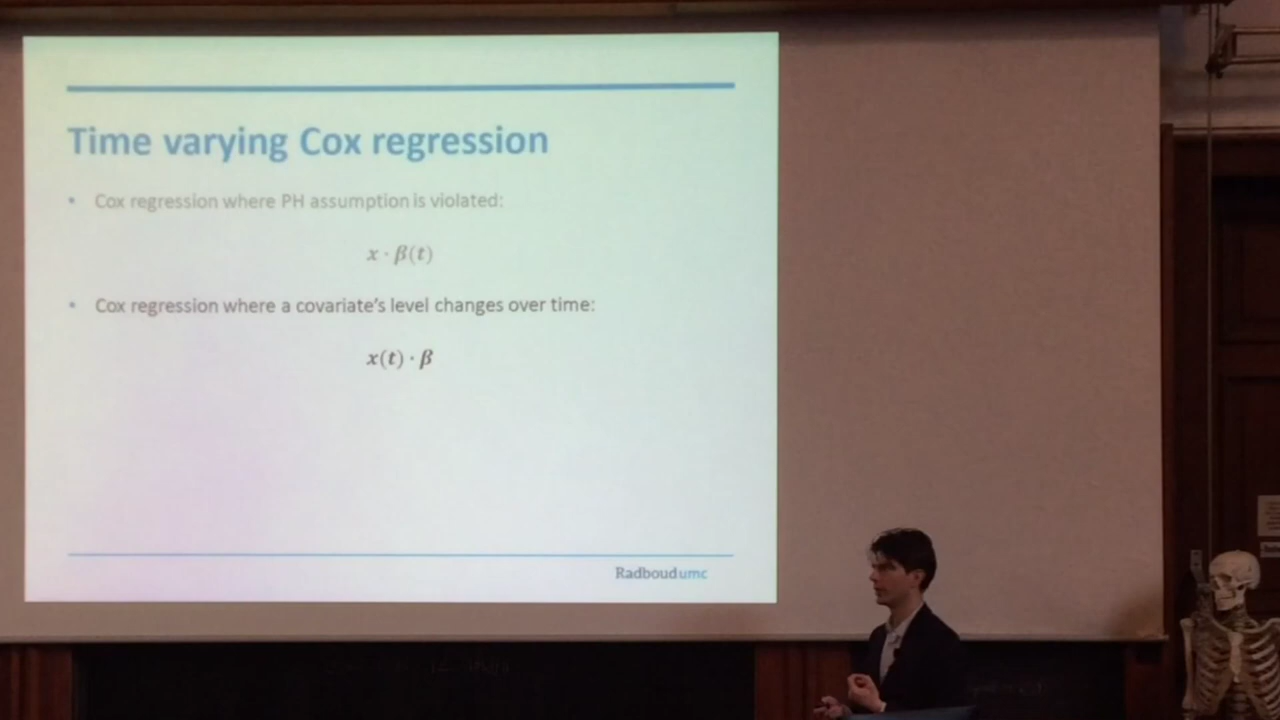 Time varying Cox regression
• Cox regression where PH assumption is violated:
x · β(t)
• Cox regression where a covariate's level changes over time:
x(t) · β
Radboudumc